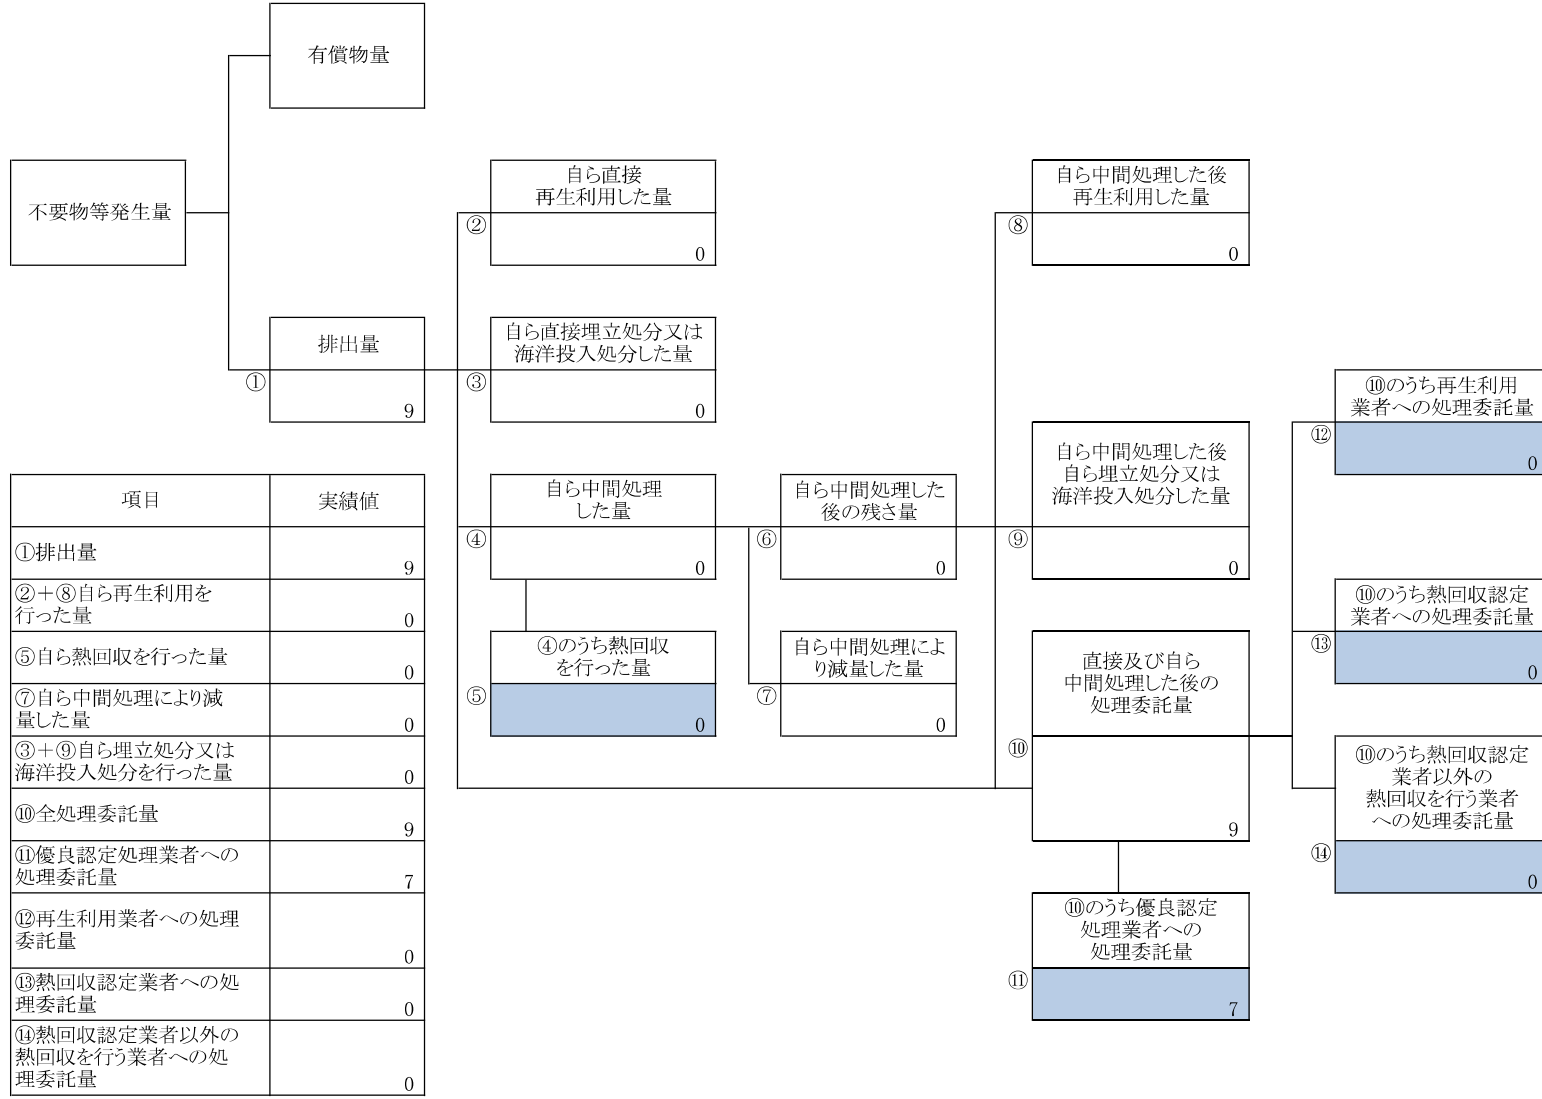 有償物量
不要物等発生量
自ら直接
再生利用した量
②
0
自ら中間処理した後
再生利用した量
⑧
0
排出量
①
9
自ら直接埋立処分又は
海洋投入処分した量
③
0
⑩のうち再生利用
業者への処理委託量
⑫
0
自ら中間処理
した量
④
0
自ら中間処理した
後の残さ量
⑥
0
自ら中間処理した後
自ら埋立処分又は
海洋投入処分した量
⑨
0
④のうち熱回収
を行った量
⑤
0
自ら中間処理によ
り減量した量
⑦
0
直接及び自ら
中間処理した後の
処理委託量
⑩
9
⑩のうち熱回収認定
業者への処理委託量
⑬
0
⑩のうち熱回収認定
業者以外の
熱回収を行う業者
への処理委託量
⑭
0
⑩のうち優良認定
処理業者への
処理委託量
⑪
7
項目 実績値
①排出量
9
②＋⑧自ら再生利用を
行った量
0
⑤自ら熱回収を行った量
0
⑦自ら中間処理により減
量した量
0
③＋⑨自ら埋立処分又は
海洋投入処分を行った量
0
⑩全処理委託量
9
⑪優良認定処理業者への
処理委託量
7
⑫再生利用業者への処理
委託量
0
⑬熱回収認定業者への処
理委託量
0
⑭熱回収認定業者以外の
熱回収を行う業者への処
理委託量
0